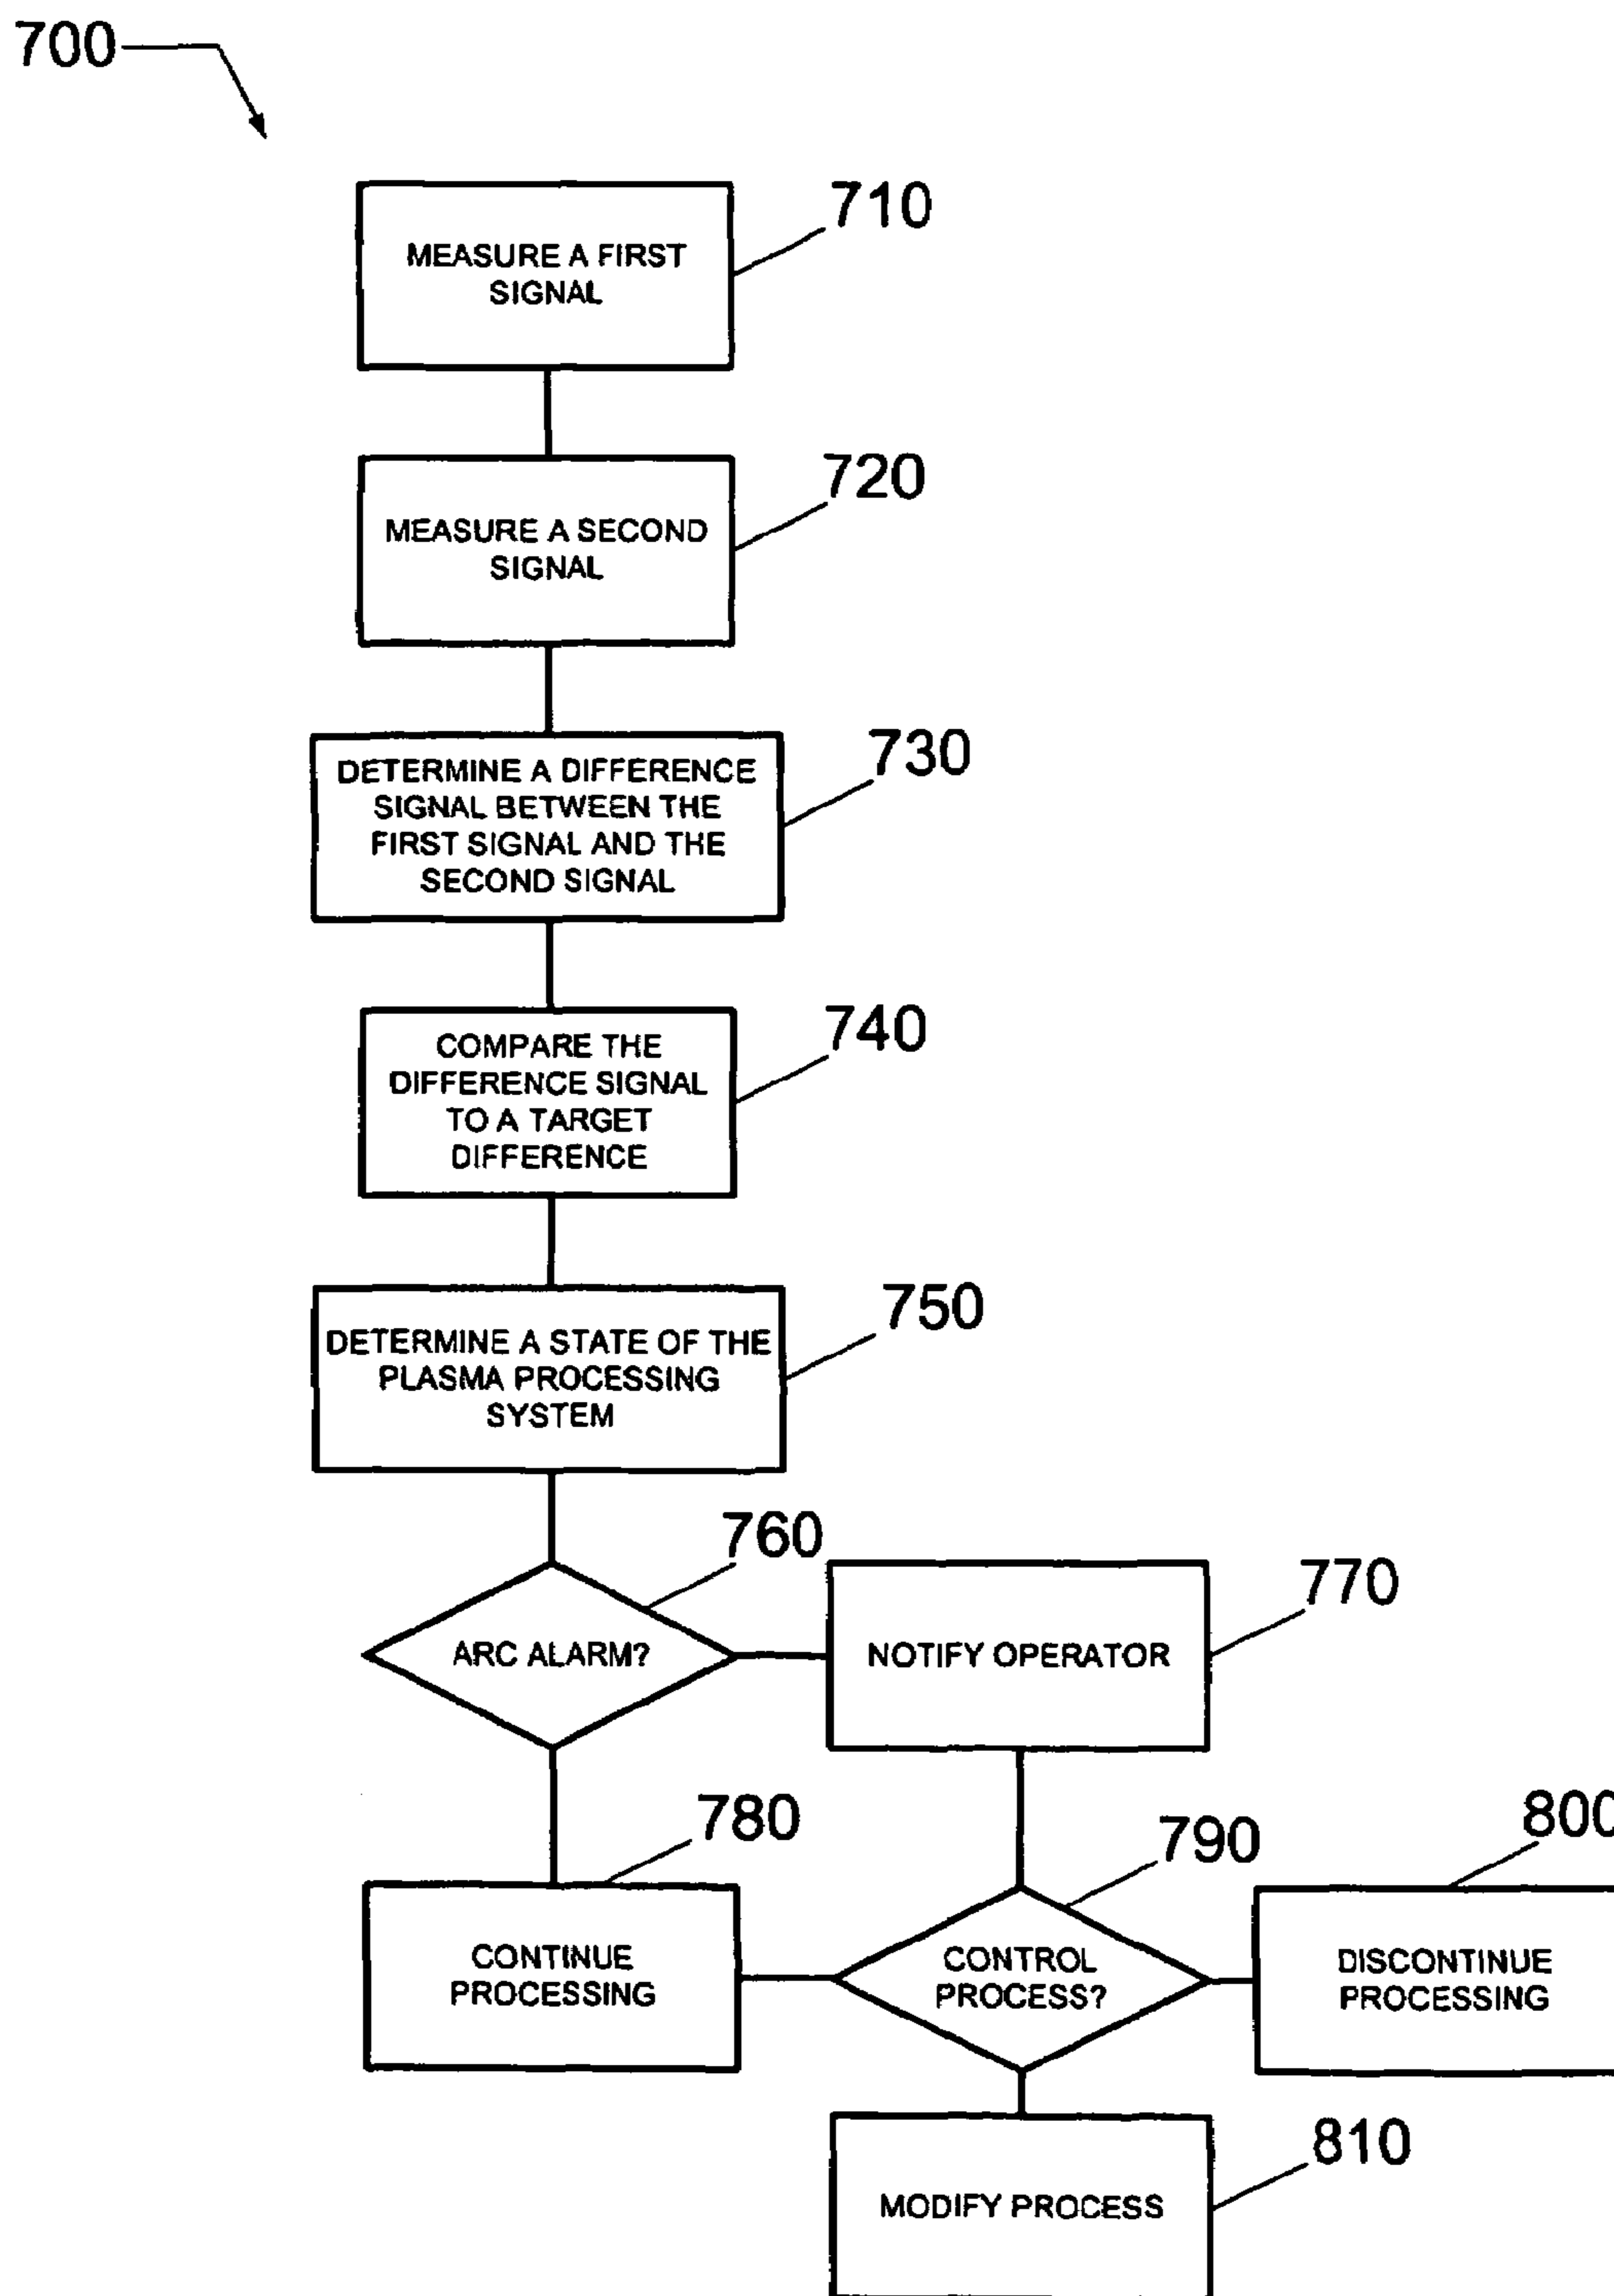 700
710
MEASURE A FIRST
SIGNAL
720
MEASURE A SECOND
SIGNAL
730
DETERMINE A DIFFERENCE
SIGNAL BETWEEN THE
FIRST SIGNAL AND THE
SECOND SIGNAL
740
COMPARE THE
DIFFERENCE SIGNAL
TO A TARGET
DIFFERENCE
750
DETERMINE A STATE OF THE
PLASMA PROCESSING
SYSTEM
760
ARC ALARM?
770
NOTIFY OPERATOR
780
CONTINUE
PROCESSING
790
CONTROL
PROCESS?
800
DISCONTINUE
PROCESSING
810
MODIFY PROCESS